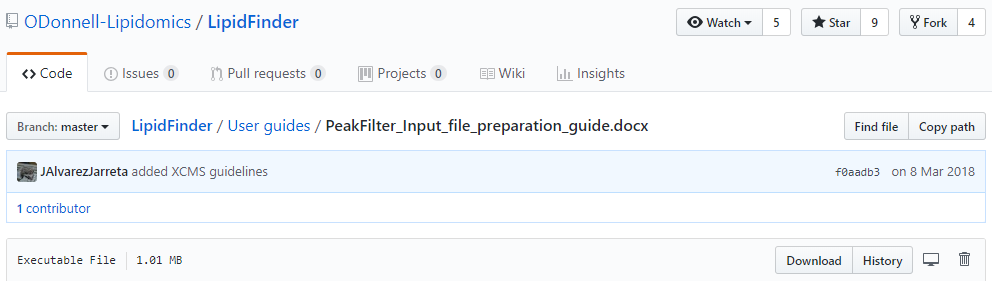 ODonnell-Lipidomics / LipidFinder
Watch 5 Star 9 Fork 4
Code Issues 0 Pull requests 0 Projects 0 Wiki Insights
Branch: master LipidFinder / User guides / PeakFilter_Input_file_preparation_guide.docx Find file Copy path
JAlvarezJarreta added XCMS guidelines f0aadb3 on 8 Mar 2018
1 contributor
Executable File 1.01 MB Download History